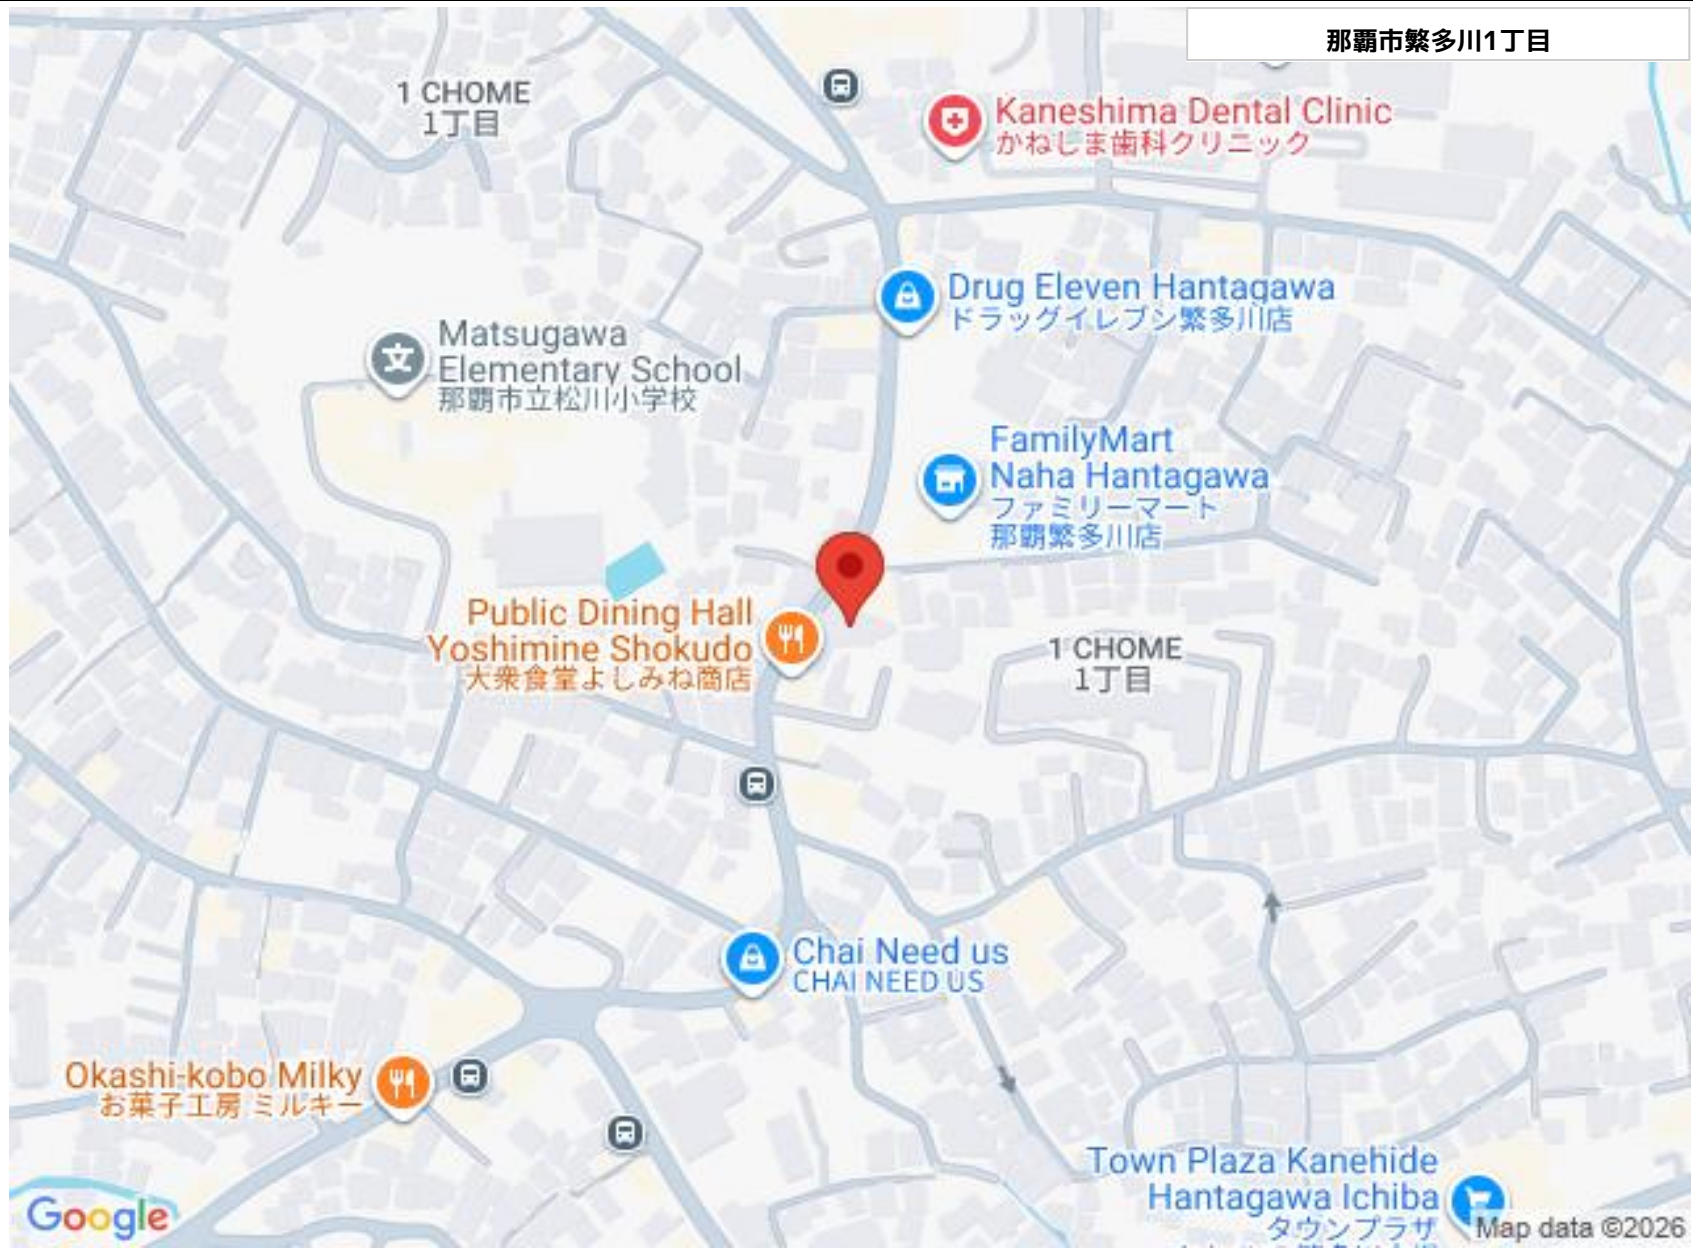 那覇市繁多川1丁目
1 CHOME
1丁目
Kaneshima Dental Clinic
かねしま歯科クリニック
Drug Eleven Hantagawa
ドラッグイレブン繁多川店
Matsugawa
Elementary School
那覇市立松川小学校
FamilyMart
Naha Hantagawa
ファミリーマート
那覇繁多川店
Public Dining Hall
Yoshimine Shokudo
大衆食堂よしみね商店
1 CHOME
1丁目
Chai Need us
CHAI NEED US
Okashi-kobo Milky
お菓子工房 ミルキー
Town Plaza Kanehide
Hantagawa Ichiba
タウンプラザ
Google
Map data ©2026